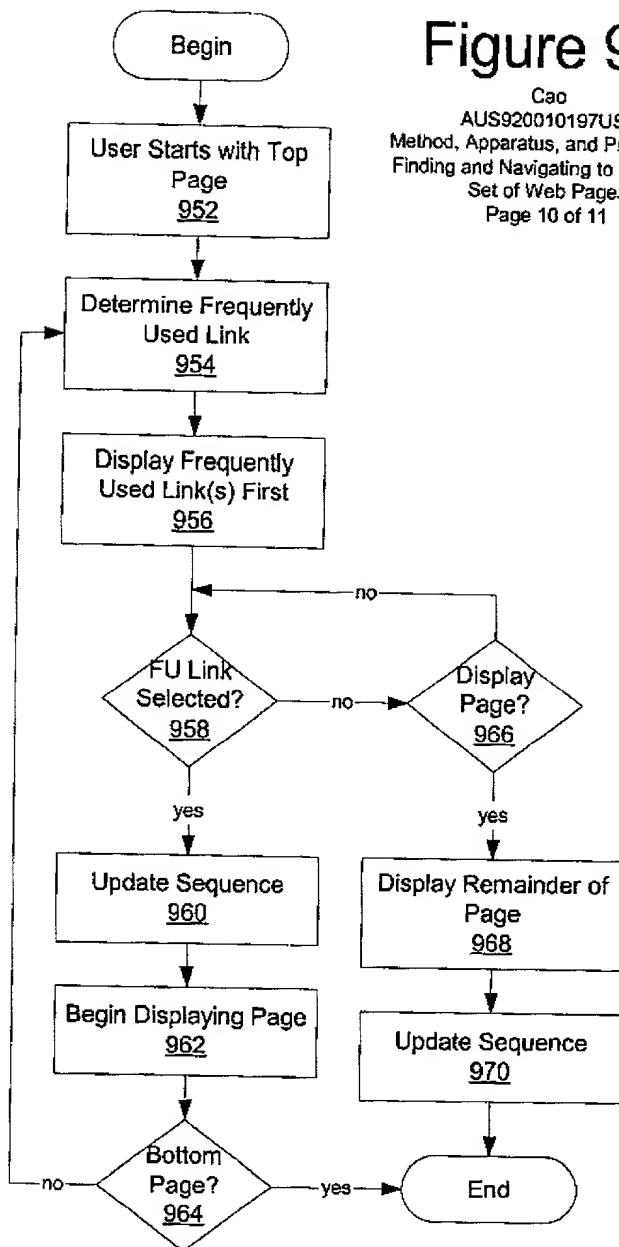 Begin
Figure 9
Cao
AUS920010197US
Method, Apparatus, and
Finding and Navigating to
Set of Web Page
Page 10 of 11
User Starts with Top
Page
952
Determine Frequently
Used Link
954
Display Frequently
Used Link(s) First
956
no
FU Link
Selected?
958
no
Display
Page?
966
yes
yes
Update Sequence
960
Display Remainder of
Page
968
Begin Displaying Page
962
Update Sequence
970
no
Bottom
Page?
964
yes
End